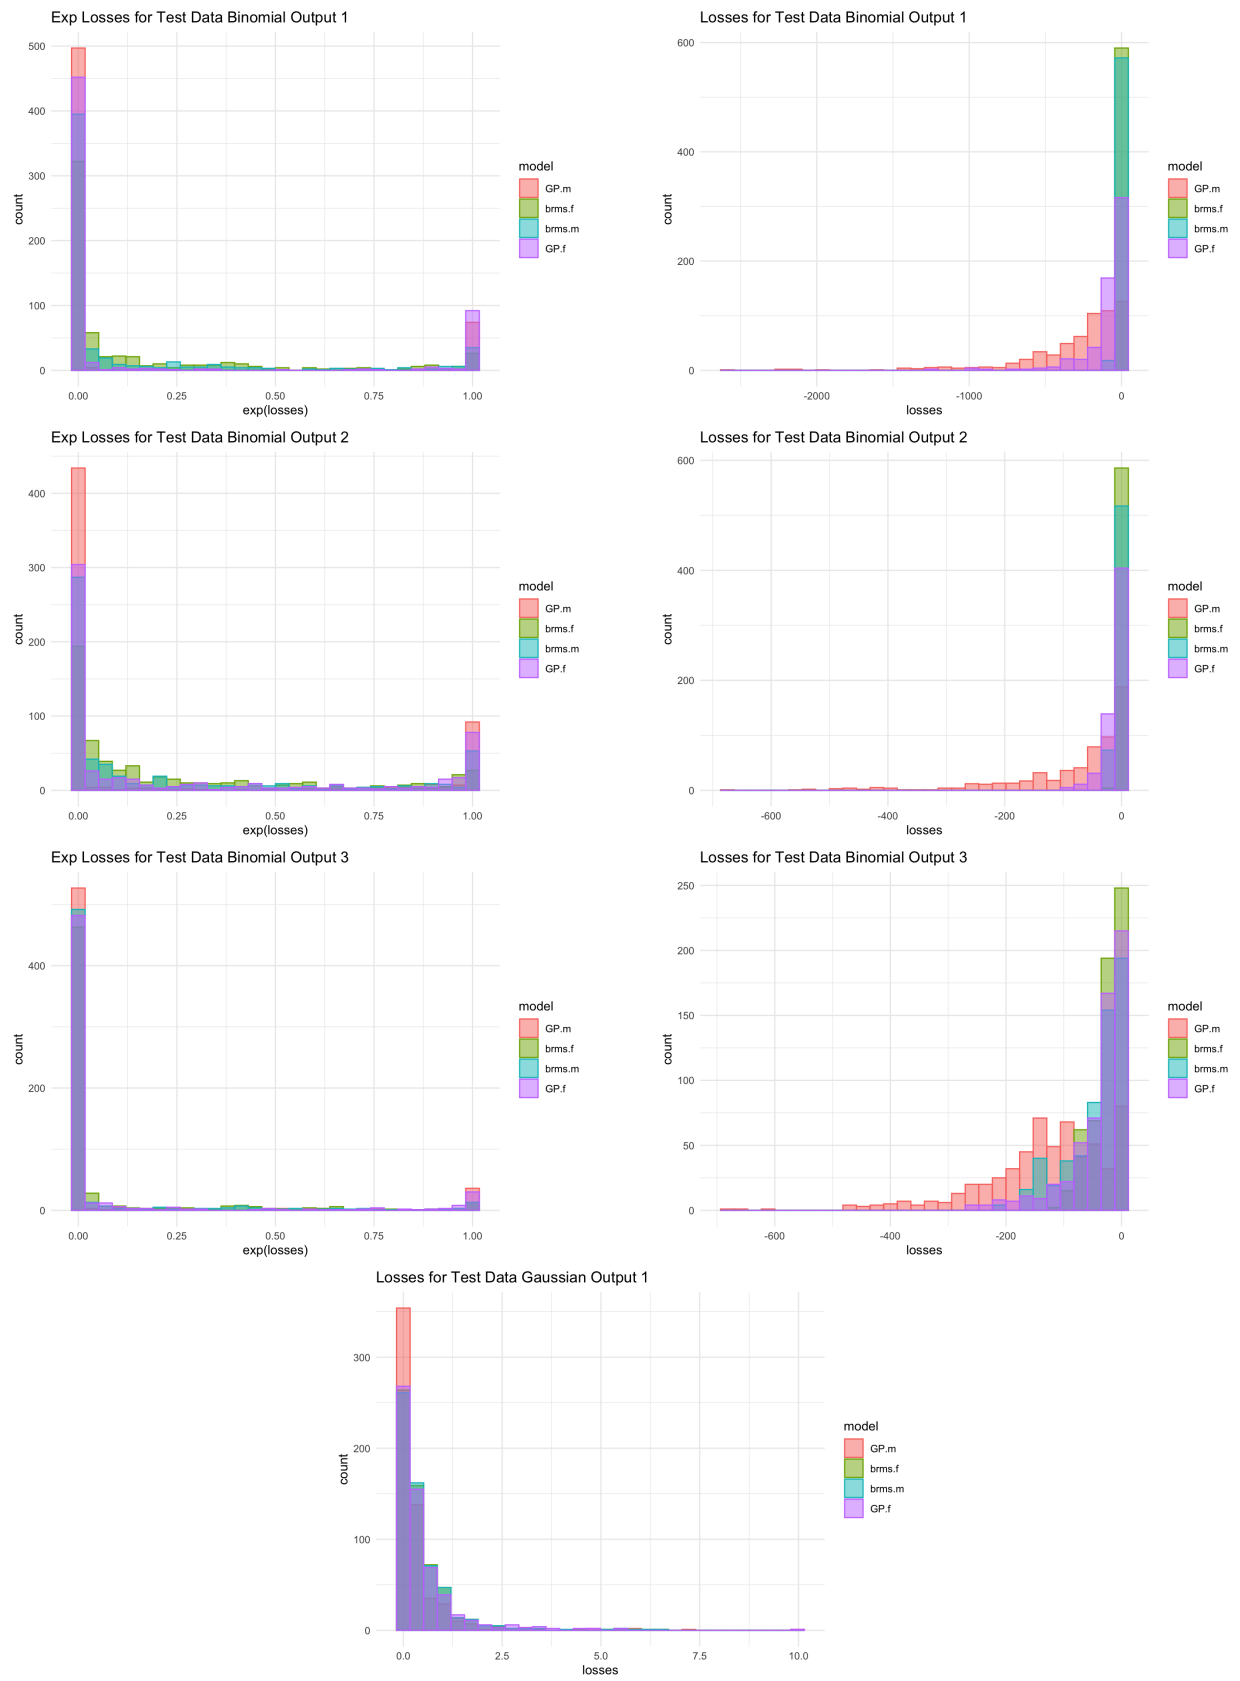 Exp Losses for Test Data Binomial Output 1
500
400
300
200
100
0
count
0.00 0.25 0.50 0.75 1.00
exp(losses)
model
GP.m
brms.f
brms.m
GP.f
Losses for Test Data Binomial Output 1
600
400
200
0
count
-2000 -1000 0
losses
model
GP.m
brms.f
brms.m
GP.f
Exp Losses for Test Data Binomial Output 2
400
300
200
100
0
count
0.00 0.25 0.50 0.75 1.00
exp(losses)
model
GP.m
brms.f
brms.m
GP.f
Losses for Test Data Binomial Output 2
600
400
200
0
count
-600 -400 -200 0
losses
model
GP.m
brms.f
brms.m
GP.f
Exp Losses for Test Data Binomial Output 3
400
200
0
count
0.00 0.25 0.50 0.75 1.00
exp(losses)
model
GP.m
brms.f
brms.m
GP.f
Losses for Test Data Binomial Output 3
250
200
150
100
50
0
count
-600 -400 -200 0
losses
model
GP.m
brms.f
brms.m
GP.f
Losses for Test Data Gaussian Output 1
300
200
100
0
count
0.0 2.5 5.0 7.5 10.0
losses
model
GP.m
brms.f
brms.m
GP.f